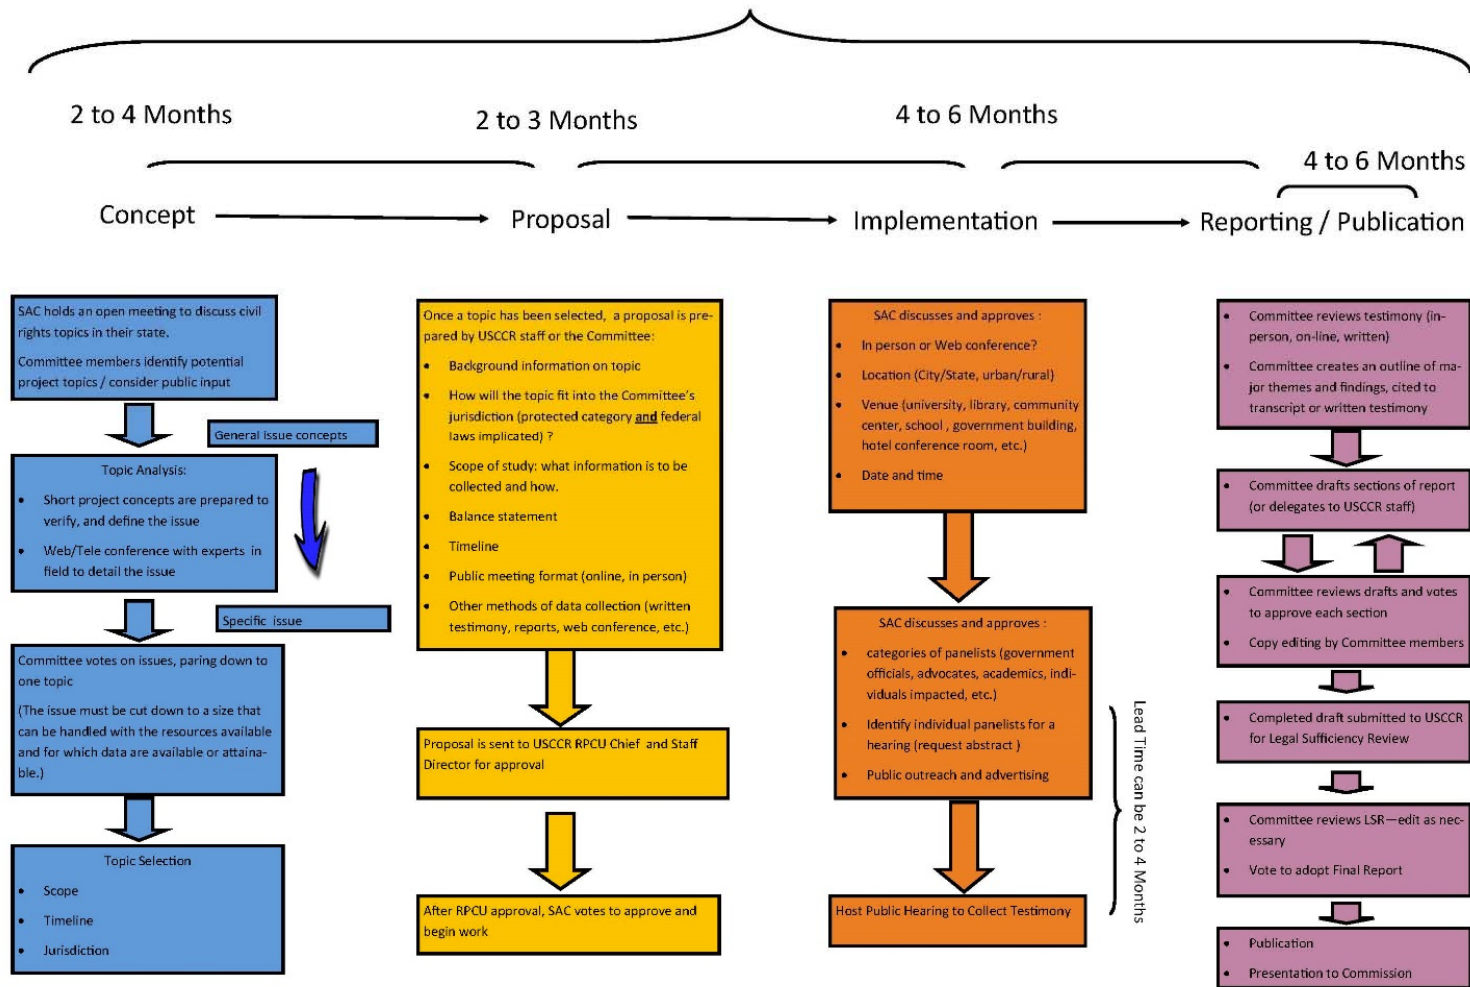 2 to 4 Months
2 to 3 Months
4 to 6 Months
4 to 6 Months
Concept
Proposal
Implementation
Reporting / Publication
SAC holds an open meeting to discuss civil
rights topics in their state.
Committee members identify potential
project topics / consider public input
General issue concepts
Topic Analysis:
• Short project concepts are prepared to
verify, and define the issue
• Web/Tele conference with experts in
field to detail the issue
Specific issue
Committee votes on issues, paring down to
one topic
(The issue must be cut down to a size that
can be handled with the resources available
and for which data are available or attaina-
ble.)
Topic Selection
• Scope
• Timeline
• Jurisdiction
Once a topic has been selected, a proposal is pre-
pared by USCCR staff or the Committee:
• Background information on topic
• How will the topic fit into the Committee's
jurisdiction (protected category and federal
laws implicated) ?
• Scope of study: what information is to be
collected and how.
• Balance statement
• Timeline
• Public meeting format (online, in person)
• Other methods of data collection (written
testimony, reports, web conference, etc.)
Proposal is sent to USCCR RPCU Chief and Staff
Director for approval
After RPCU approval, SAC votes to approve and
begin work
SAC discusses and approves :
• In person or Web conference?
• Location (City/State, urban/rural)
• Venue (university, library, community
center, school , government building,
hotel conference room, etc.)
• Date and time
SAC discusses and approves :
• categories of panelists (government
officials, advocates, academics, indi-
viduals impacted, etc.)
• Identify individual panelists for a
hearing (request abstract )
• Public outreach and advertising
Host Public Hearing to Collect Testimony
Lead Time can be 2 to 4 Months
• Committee reviews testimony (in-
person, on-line, written)
• Committee creates an outline of ma-
jor themes and findings, cited to
transcript or written testimony
• Committee drafts sections of report
(or delegates to USCCR staff)
• Committee reviews drafts and votes
to approve each section
• Copy editing by Committee members
• Completed draft submitted to USCCR
for Legal Sufficiency Review
• Committee reviews LSR—edit as nec-
essary
• Vote to adopt Final Report
• Publication
• Presentation to Commission